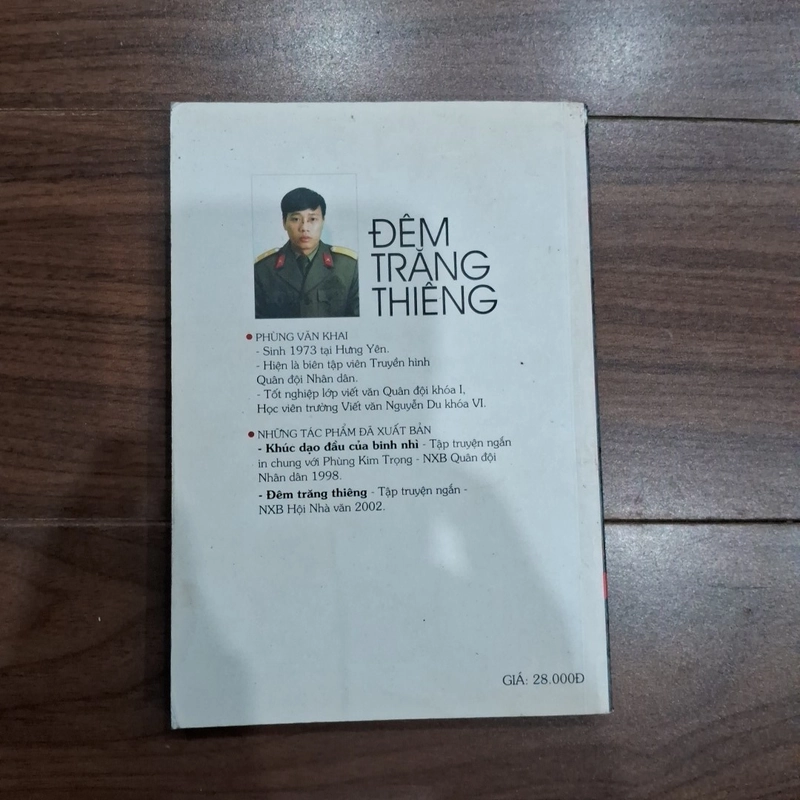 ĐÊM
TRĂNG
THIÊNG
PHÙNG VĂN KHAI
- Sinh 1973 tại Hưng Yên.
- Hiện là biên tập viên Truyền hình
Quân đội Nhân dân.
- Tốt nghiệp lớp viết văn Quân đội khóa I,
Học viên trường Viết văn Nguyễn Du khóa VI.
NHỮNG TÁC PHẨM ĐÃ XUẤT BẢN
- Khúc dạo đầu của binh nhì - Tập truyện ngắn
in chung với Phùng Kim Trọng - NXB Quân đội
Nhân dân 1998.
- Đêm trăng thiêng - Tập truyện ngắn -
NXB Hội Nhà văn 2002.
GIÁ: 28.000Đ